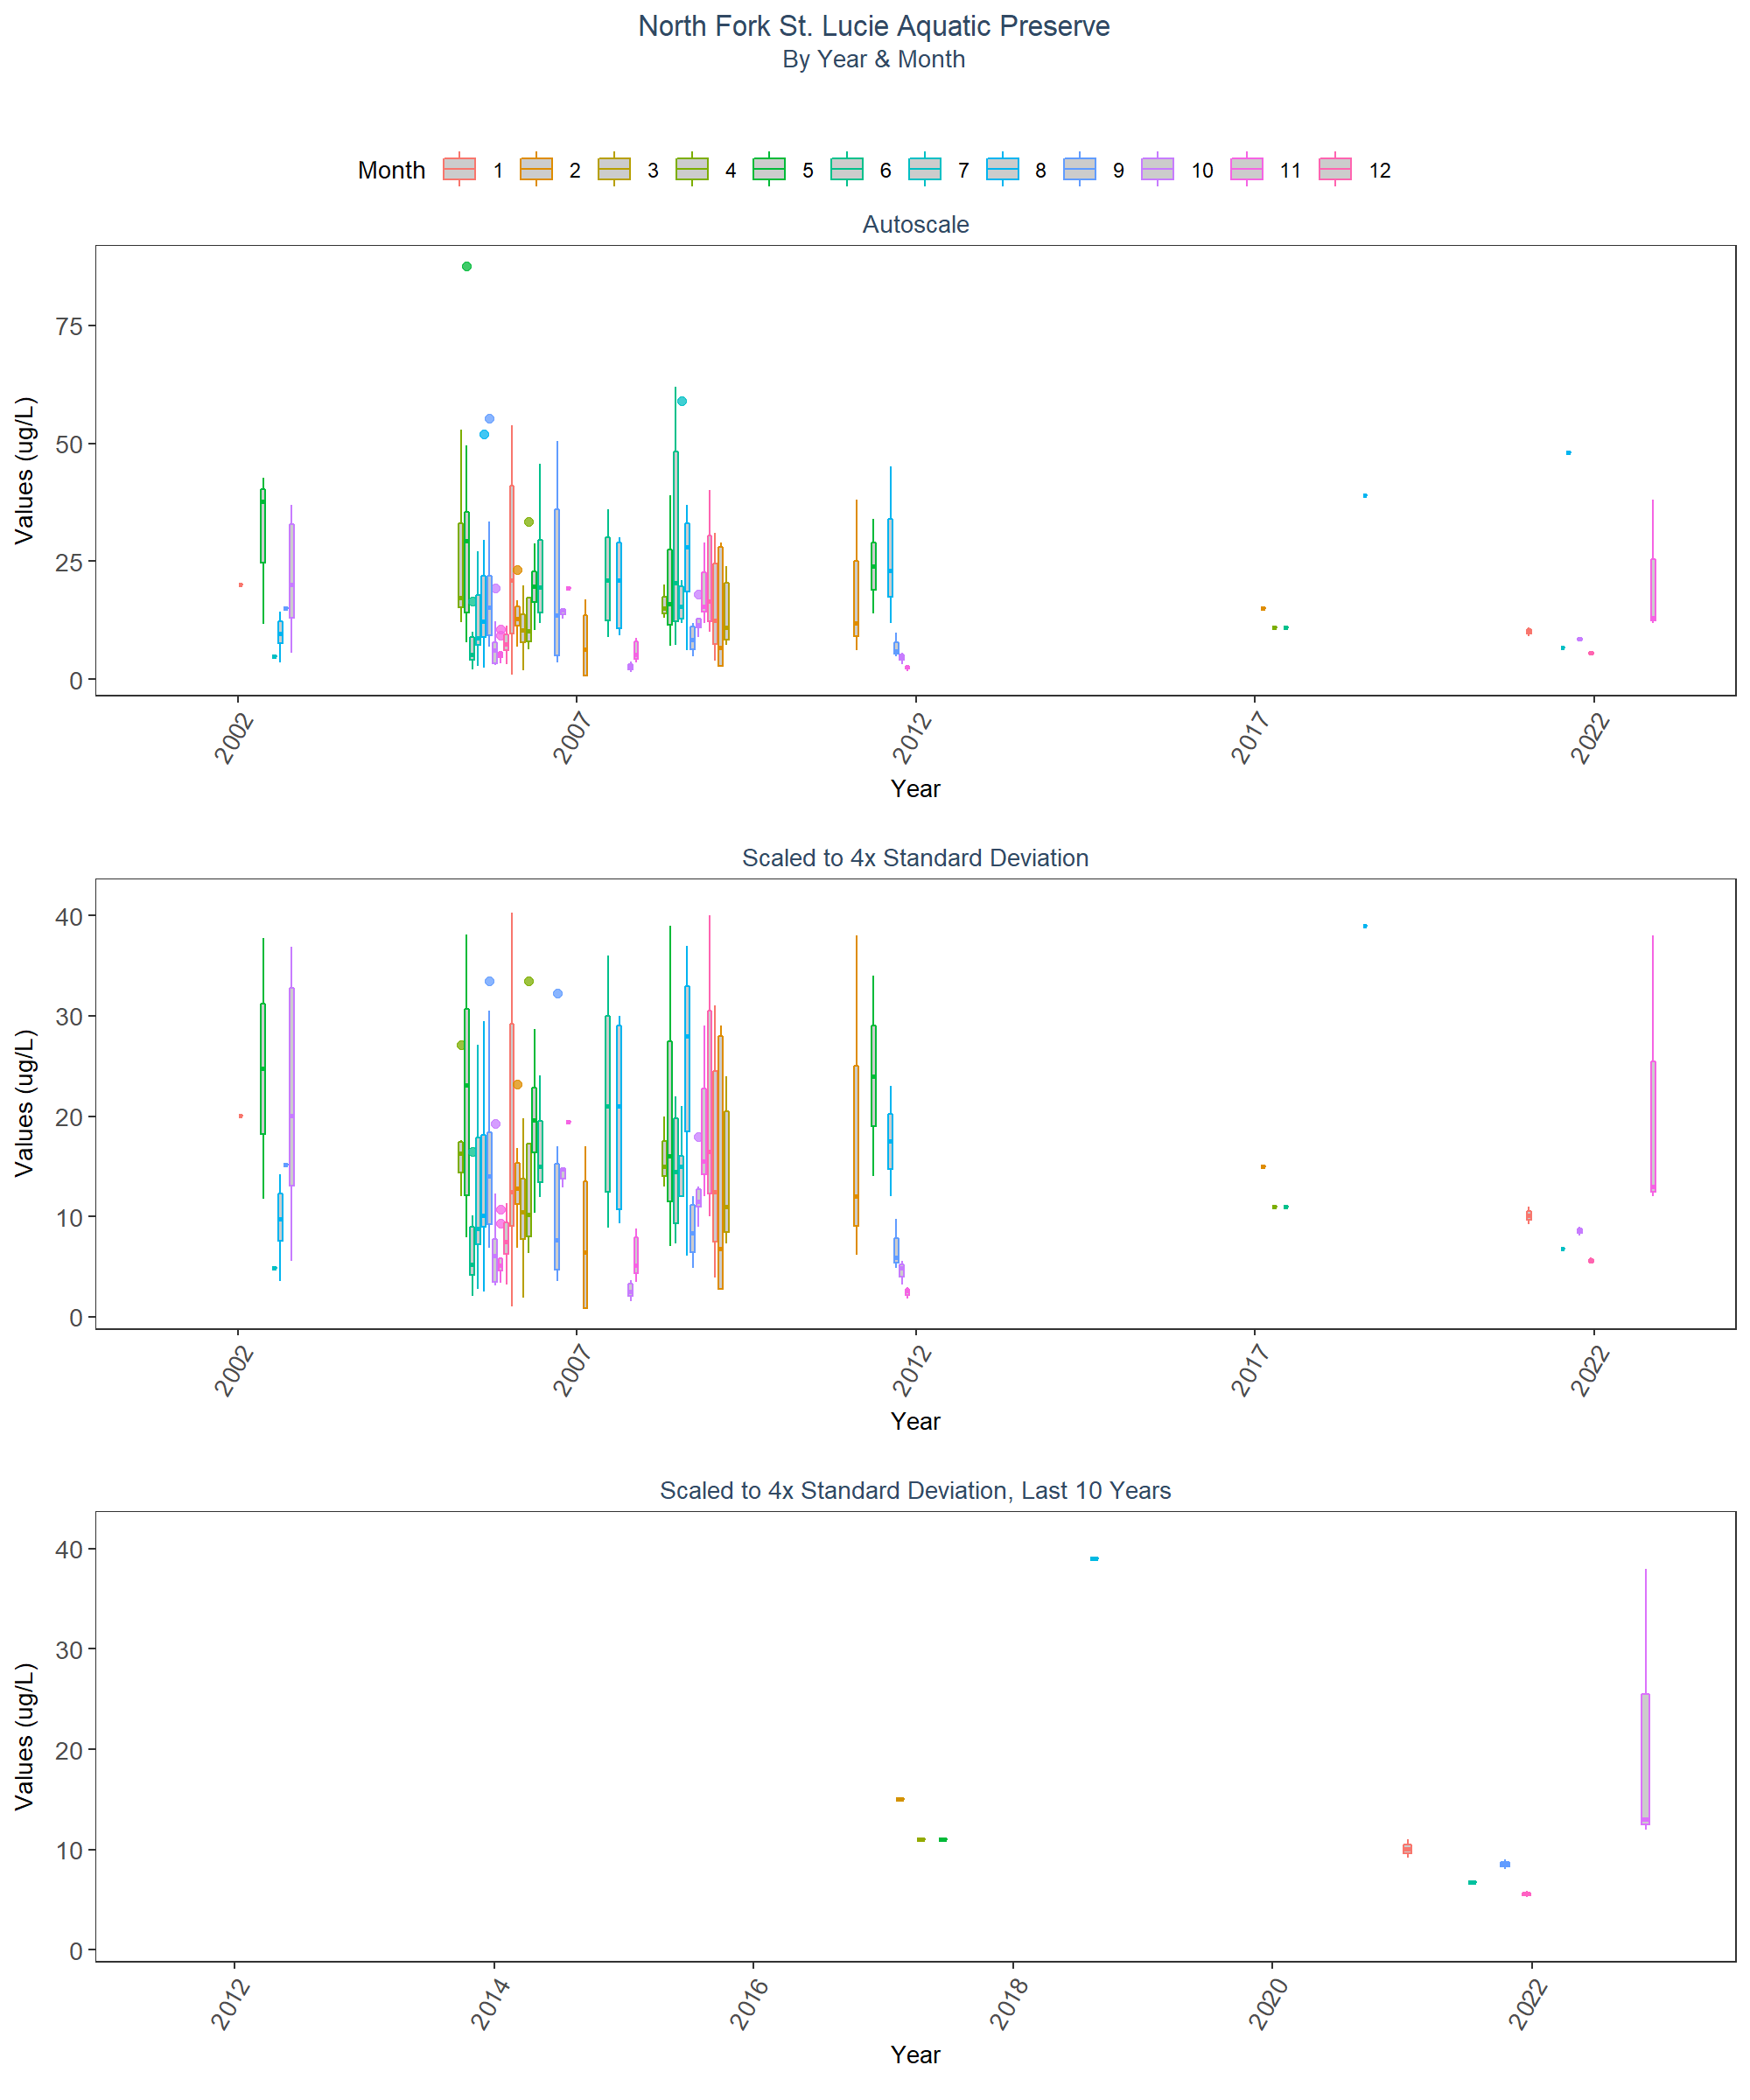 North Fork St. Lucie Aquatic Preserve
By Year & Month
Month 1 2 3 4 5 6 7 8 9 10 11 12
Autoscale
Values (ug/L)
75
50
25
0
2002 2007 2012 2017 2022
Year
Scaled to 4x Standard Deviation
Values (ug/L)
40
30
20
10
0
2002 2007 2012 2017 2022
Year
Scaled to 4x Standard Deviation, Last 10 Years
Values (ug/L)
40
30
20
10
0
2012 2014 2016 2018 2020 2022
Year